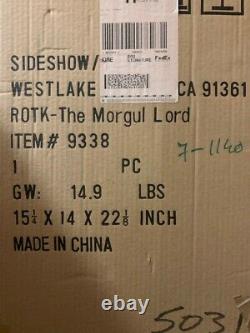 SIDESHOW/
WESTLAKE CA 91361
ROTK-The Morgul Lord
ITEM# 9338
7-1140
1 PC
GW: 14.9 LBS
15¼ X 14 X 22⅛ INCH
MADE IN CHINA
5031